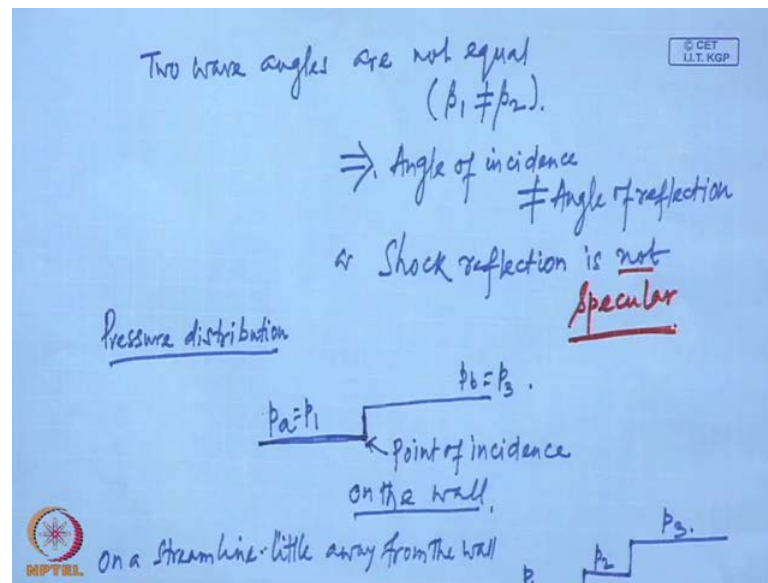 Two wave angles are not equal
© CET
I.I.T. KGP
(β1 ≠ β2).
⇒. Angle of incidence
≠ Angle of reflection
or Shock reflection is not
Specular
Pressure distribution
pb = p3.
pa = p1
Point of incidence
on the wall.
On a streamline little away from the wall
p2
p3.
NPTEL